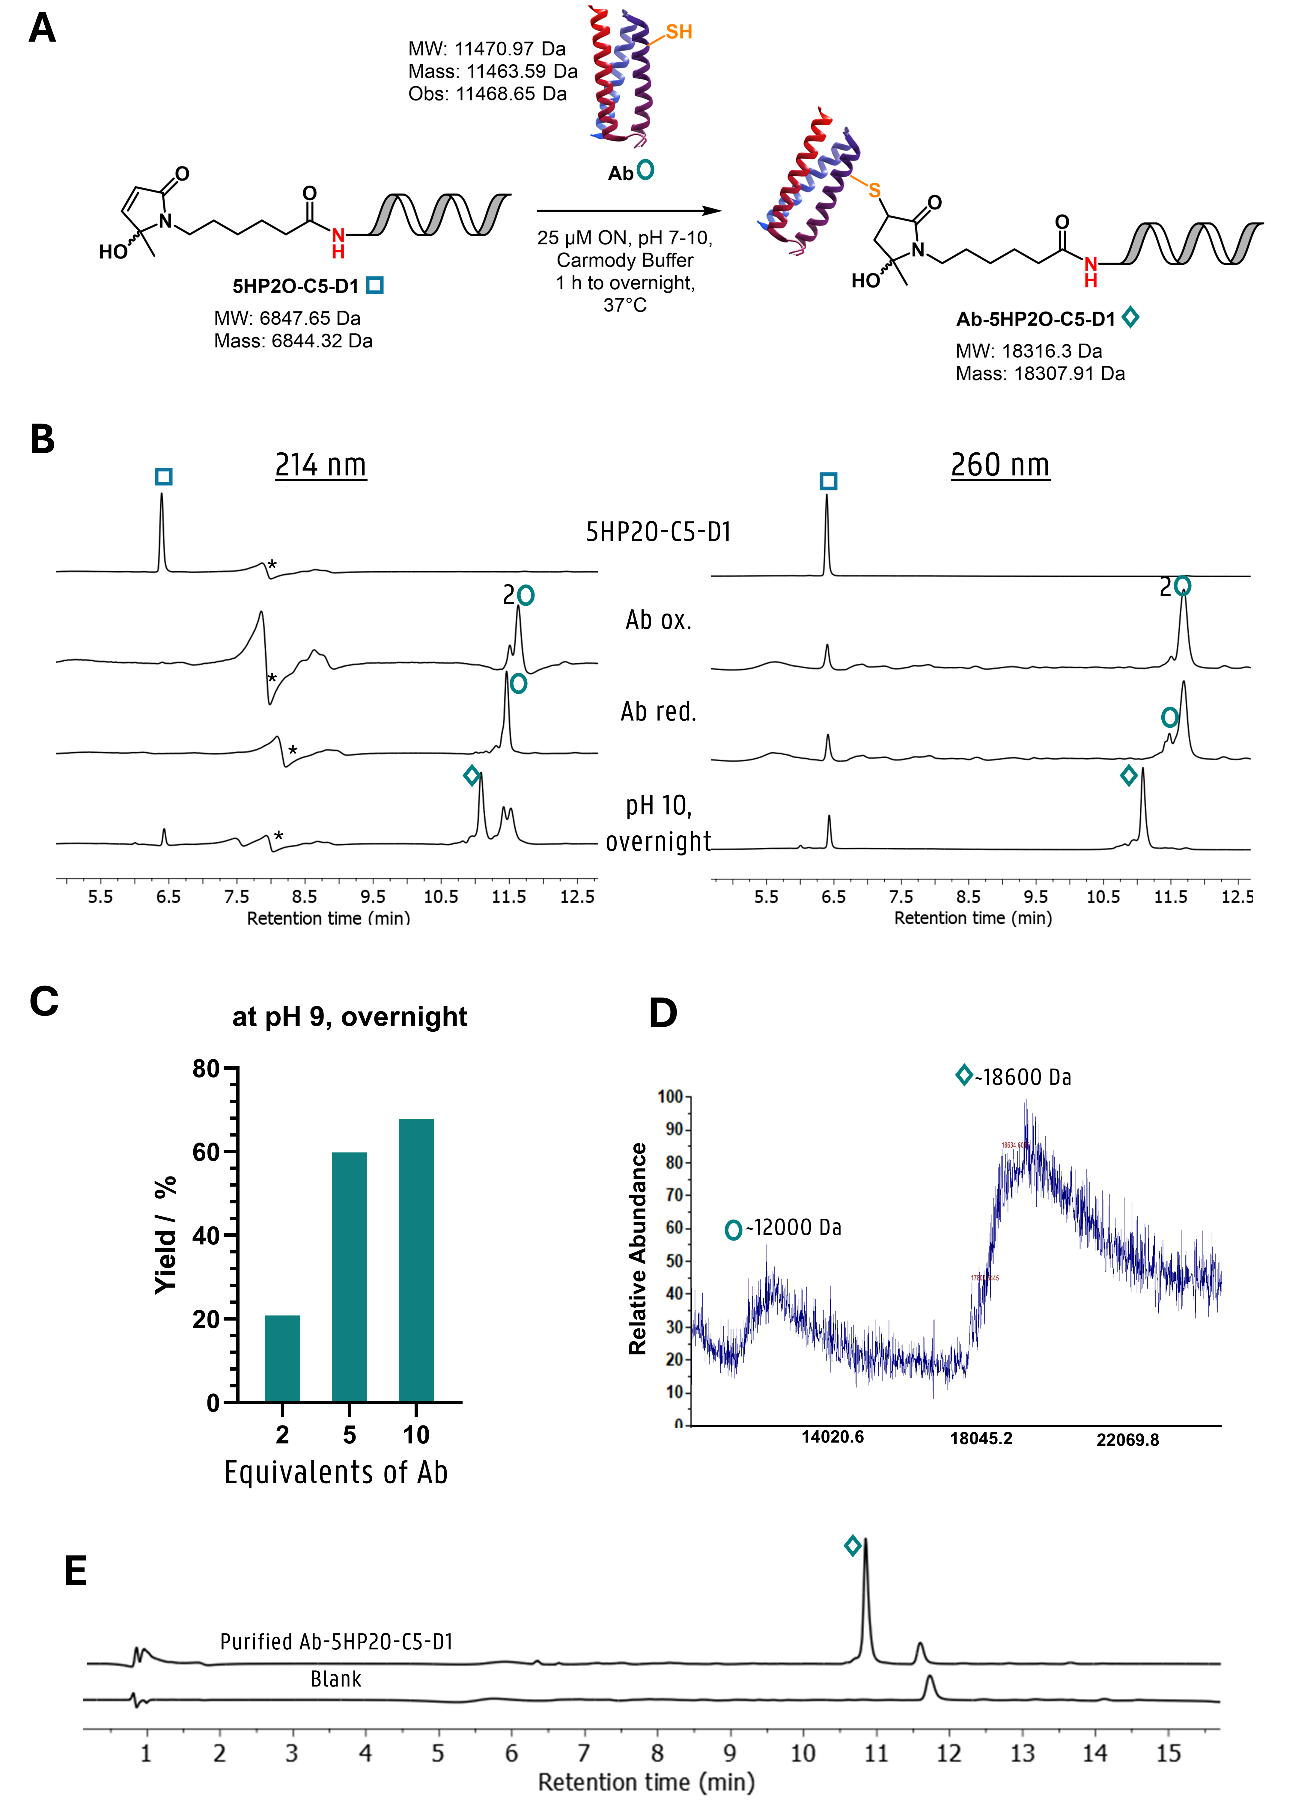 A
MW: 11470.97 Da
Mass: 11463.59 Da
Obs: 11468.65 Da
SH
Ab
O
HO
N
O
N
H
5HP2O-C5-D1
MW: 6847.65 Da
Mass: 6844.32 Da
25 µM ON, pH 7-10,
Carmody Buffer
1 h to overnight,
37°C
S
O
HO
N
O
N
H
Ab-5HP2O-C5-D1
MW: 18316.3 Da
Mass: 18307.91 Da
B
214 nm
260 nm
5HP2O-C5-D1
*
2
2
Ab ox.
*
Ab red.
*
pH 10,
overnight
*
5.5 6.5 7.5 8.5 9.5 10.5 11.5 12.5
Retention time (min)
5.5 6.5 7.5 8.5 9.5 10.5 11.5 12.5
Retention time (min)
C
at pH 9, overnight
Yield / %
80
60
40
20
0
2 5 10
Equivalents of Ab
D
~18600 Da
~12000 Da
Relative Abundance
100
90
80
70
60
50
40
30
20
10
0
14020.6 18045.2 22069.8
E
Purified Ab-5HP2O-C5-D1
Blank
1 2 3 4 5 6 7 8 9 10 11 12 13 14 15
Retention time (min)